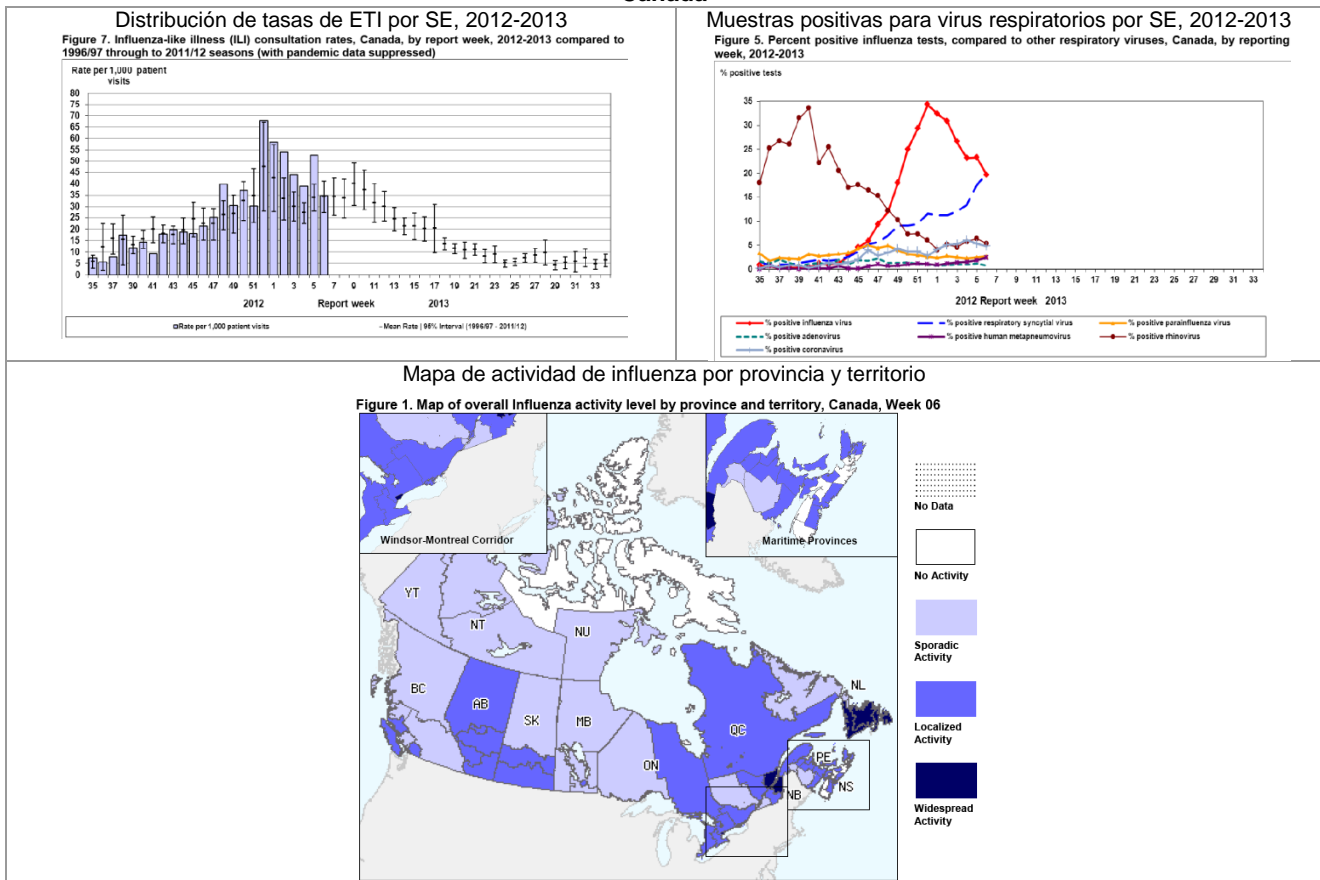 Canadá
Distribución de tasas de ETI por SE, 2012-2013
Figure 7. Influenza-like illness (ILI) consultation rates, Canada, by report week, 2012-2013 compared to
1996/97 through to 2011/12 seasons (with pandemic data suppressed)
Rate per 1,000 patient
visits
80
75
70
65
60
55
50
45
40
35
30
25
20
15
10
5
0
35 37 39 41 43 45 47 49 51 1 3 5 7 9 11 13 15 17 19 21 23 25 27 29 31 33
2012 Report week 2013
Rate per 1,000 patient visits
Mean Rate | 95% Interval (1996/97 - 2011/12)
Muestras positivas para virus respiratorios por SE, 2012-2013
Figure 5. Percent positive influenza tests, compared to other respiratory viruses, Canada, by reporting
week, 2012-2013
% positive tests
35
30
25
20
15
10
5
0
35 37 39 41 43 45 47 49 51 1 3 5 7 9 11 13 15 17 19 21 23 25 27 29 31 33
2012 Report week 2013
% positive influenza virus
% positive respiratory syncytial virus
% positive parainfluenza virus
% positive adenovirus
% positive human metapneumovirus
% positive rhinovirus
% positive coronavirus
Mapa de actividad de influenza por provincia y territorio
Figure 1. Map of overall Influenza activity level by province and territory, Canada, Week 06
Windsor-Montreal Corridor
Maritime Provinces
YT
NT
NU
BC
AB
SK
MB
ON
QC
NL
PE
NB
NS
No Data
No Activity
Sporadic
Activity
Localized
Activity
Widespread
Activity